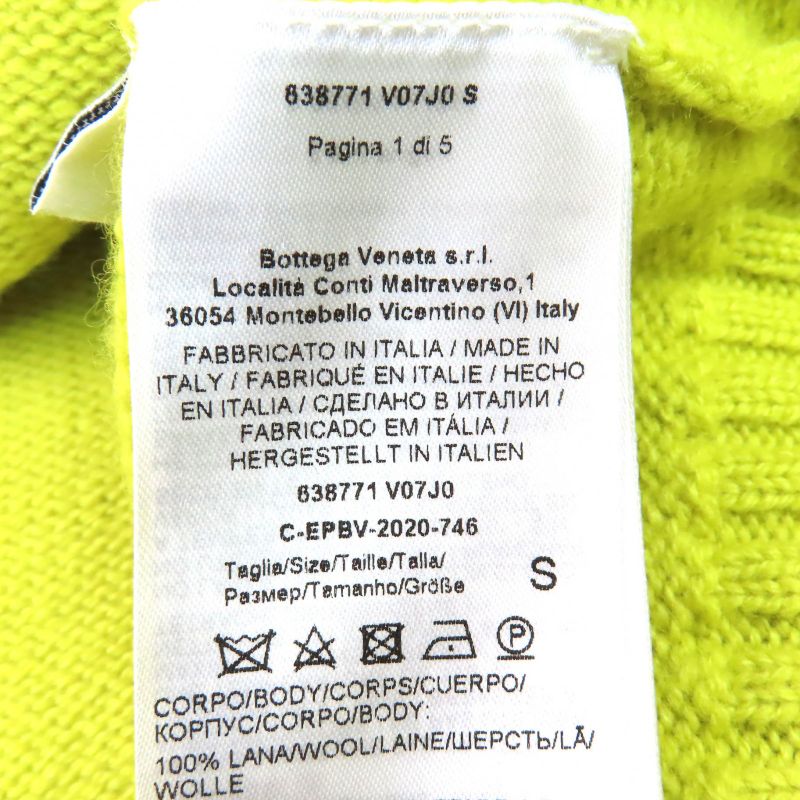 638771 V07J0 S
Pagina 1 di 5
Bottega Veneta s.r.l.
Località Conti Maltraverso,1
36054 Montebello Vicentino (VI) Italy
FABBRICATO IN ITALIA / MADE IN
ITALY / FABRIQUÉ EN ITALIE / HECHO
EN ITALIA / СДЕЛАНО В ИТАЛИИ /
FABRICADO EM ITÁLIA /
HERGESTELLT IN ITALIEN
638771 V07J0
C-EPBV-2020-746
Taglia/Size/Taille/Talla/
Размер/Tamanho/Größe
S
P
CORPO/BODY/CORPS/CUERPO/
КОРПУС/CORPO/BODY:
100% LANA/WOOL/LAINE/ШЕРСТЬ/LÃ/
WOLLE